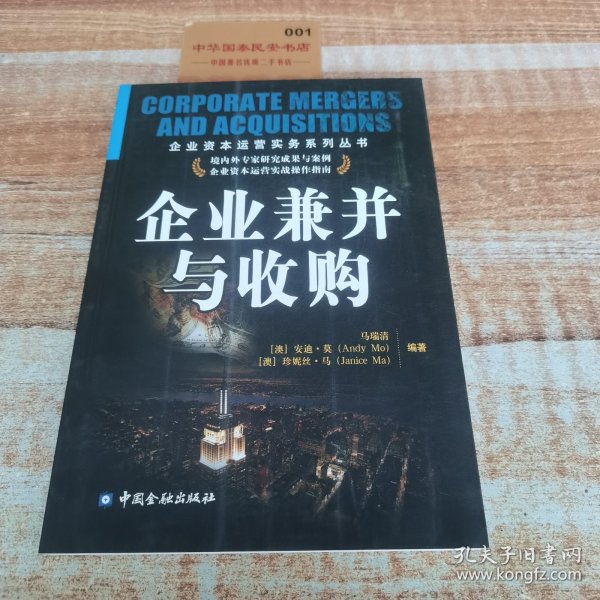 001
中华国泰民安书店
中国著名线装二手书店
CORPORATE MERGERS
AND ACQUISITIONS
企业资本运营实务系列丛书
境内外专家研究成果与案例
企业资本运营实战操作指南
企业兼并
与收购
马瑞清
[澳] 安迪·莫 (Andy Mo) 编著
[澳] 珍妮丝·马 (Janice Ma)
中国金融出版社
孔夫子旧书网
www.kongfz.com